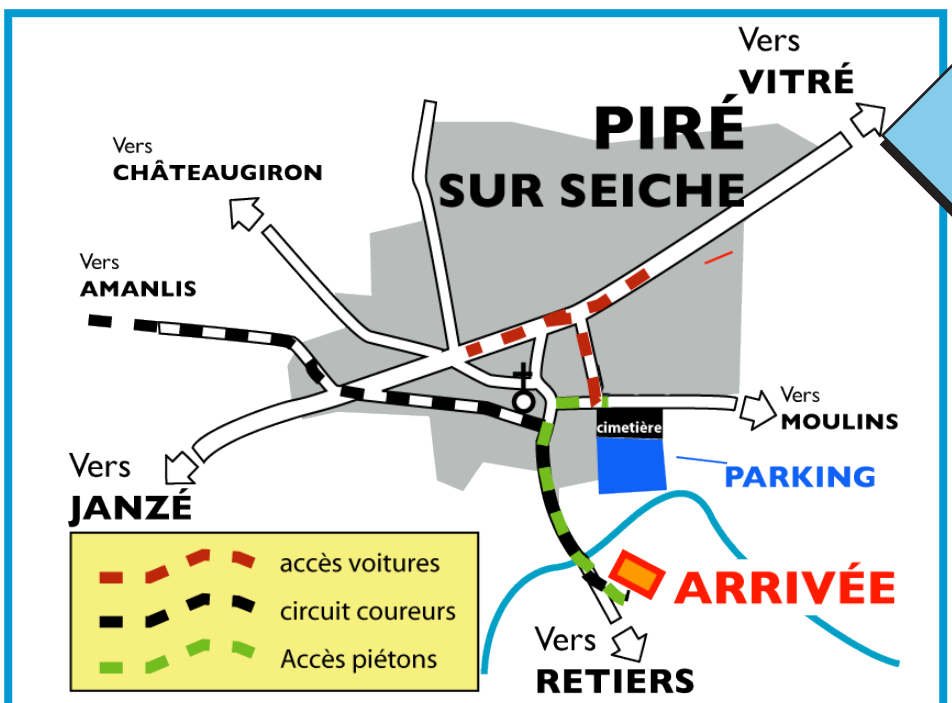 Vers
VITRÉ
PIRÉ
SUR SEICHE
Vers
CHÂTEAUGIRON
Vers
AMANLIS
Vers
MOULINS
cimetière
PARKING
Vers
JANZÉ
accès voitures
circuit coureurs
Accès piétons
ARRIVÉE
Vers
RETIERS